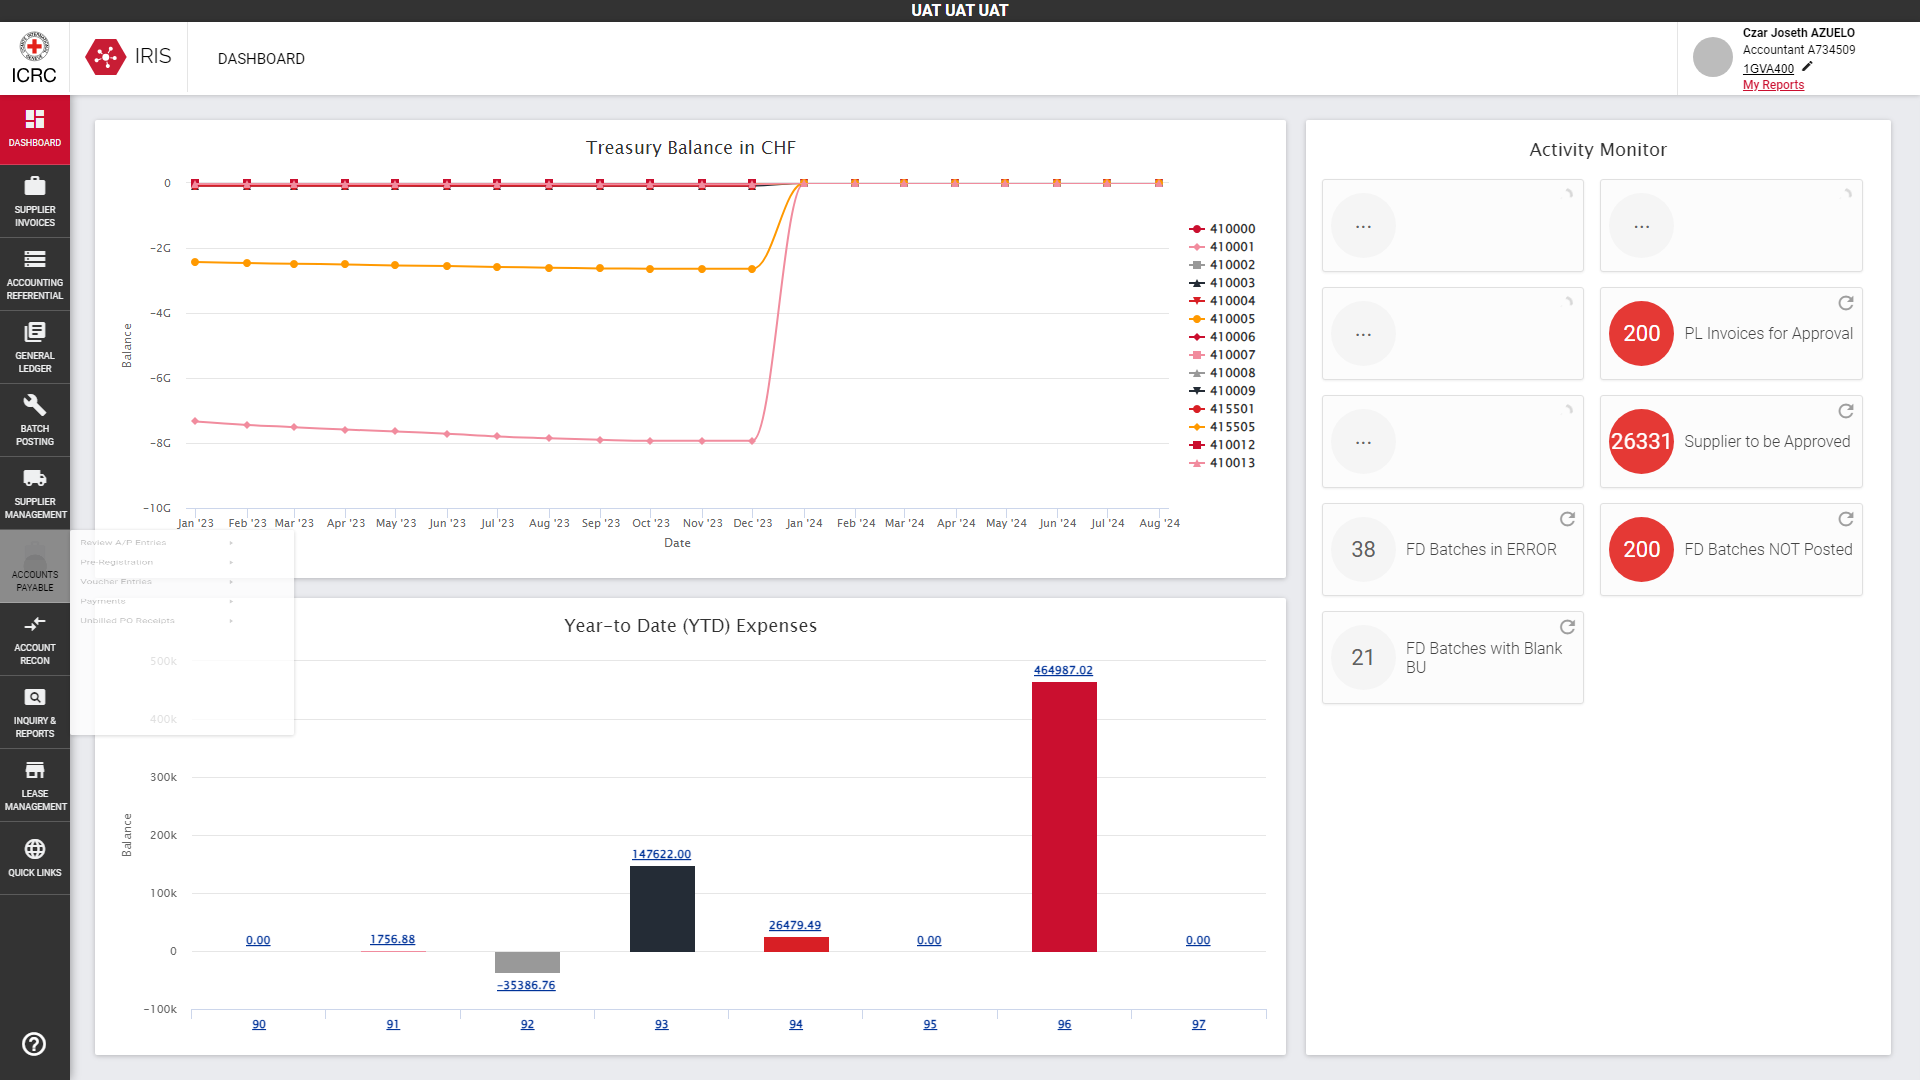 UAT UAT UAT
ICRC
IRIS
DASHBOARD
Czar Joseth AZUELO
Accountant A734509
1GVA400
My Reports
DASHBOARD
SUPPLIER
INVOICES
ACCOUNTING
REFERENTIAL
GENERAL
LEDGER
BATCH
POSTING
SUPPLIER
MANAGEMENT
ACCOUNTS
PAYABLE
ACCOUNT
RECON
INQUIRY &
REPORTS
LEASE
MANAGEMENT
QUICK LINKS
Review A/P Entries
Pre-Registration
Voucher Entries
Payments
Unbilled PO Receipts
Treasury Balance in CHF
0
-2G
-4G
-6G
-8G
-10G
Balance
Jan '23 Feb '23 Mar '23 Apr '23 May '23 Jun '23 Jul '23 Aug '23 Sep '23 Oct '23 Nov '23 Dec '23 Jan '24 Feb '24 Mar '24 Apr '24 May '24 Jun '24 Jul '24 Aug '24
Date
410000
410001
410002
410003
410004
410005
410006
410007
410008
410009
415501
415505
410012
410013
Year-to Date (YTD) Expenses
500k
400k
300k
200k
100k
0
-100k
Balance
0.00
1756.88
-35386.76
147622.00
26479.49
0.00
464987.02
0.00
90 91 92 93 94 95 96 97
Activity Monitor
...
...
...
200 PL Invoices for Approval
...
26331 Supplier to be Approved
38 FD Batches in ERROR
200 FD Batches NOT Posted
21 FD Batches with Blank
BU